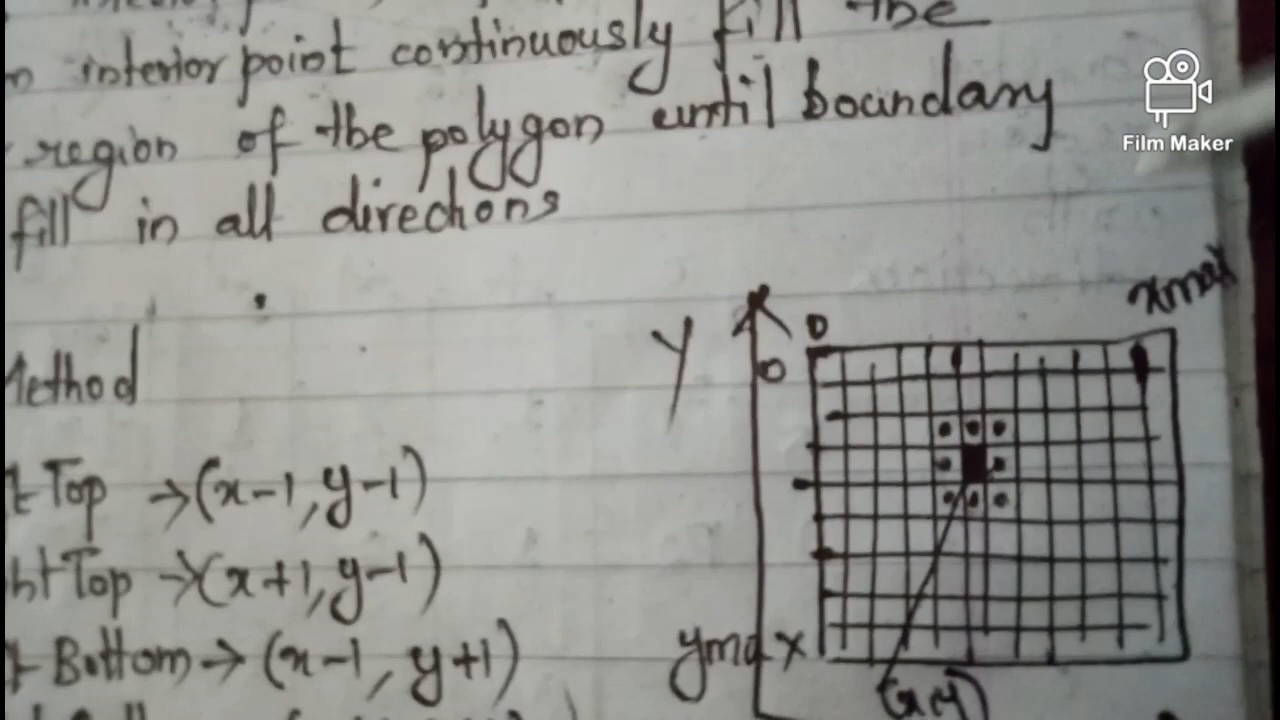 interior point continuously fill the
region of the polygon until boundary
fill in all directions
Method
Top → (x-1, y-1)
Top → (x+1, y-1)
Bottom → (x-1, y+1)
Y
0
0
xmax
ymax
(x,y)
Film Maker